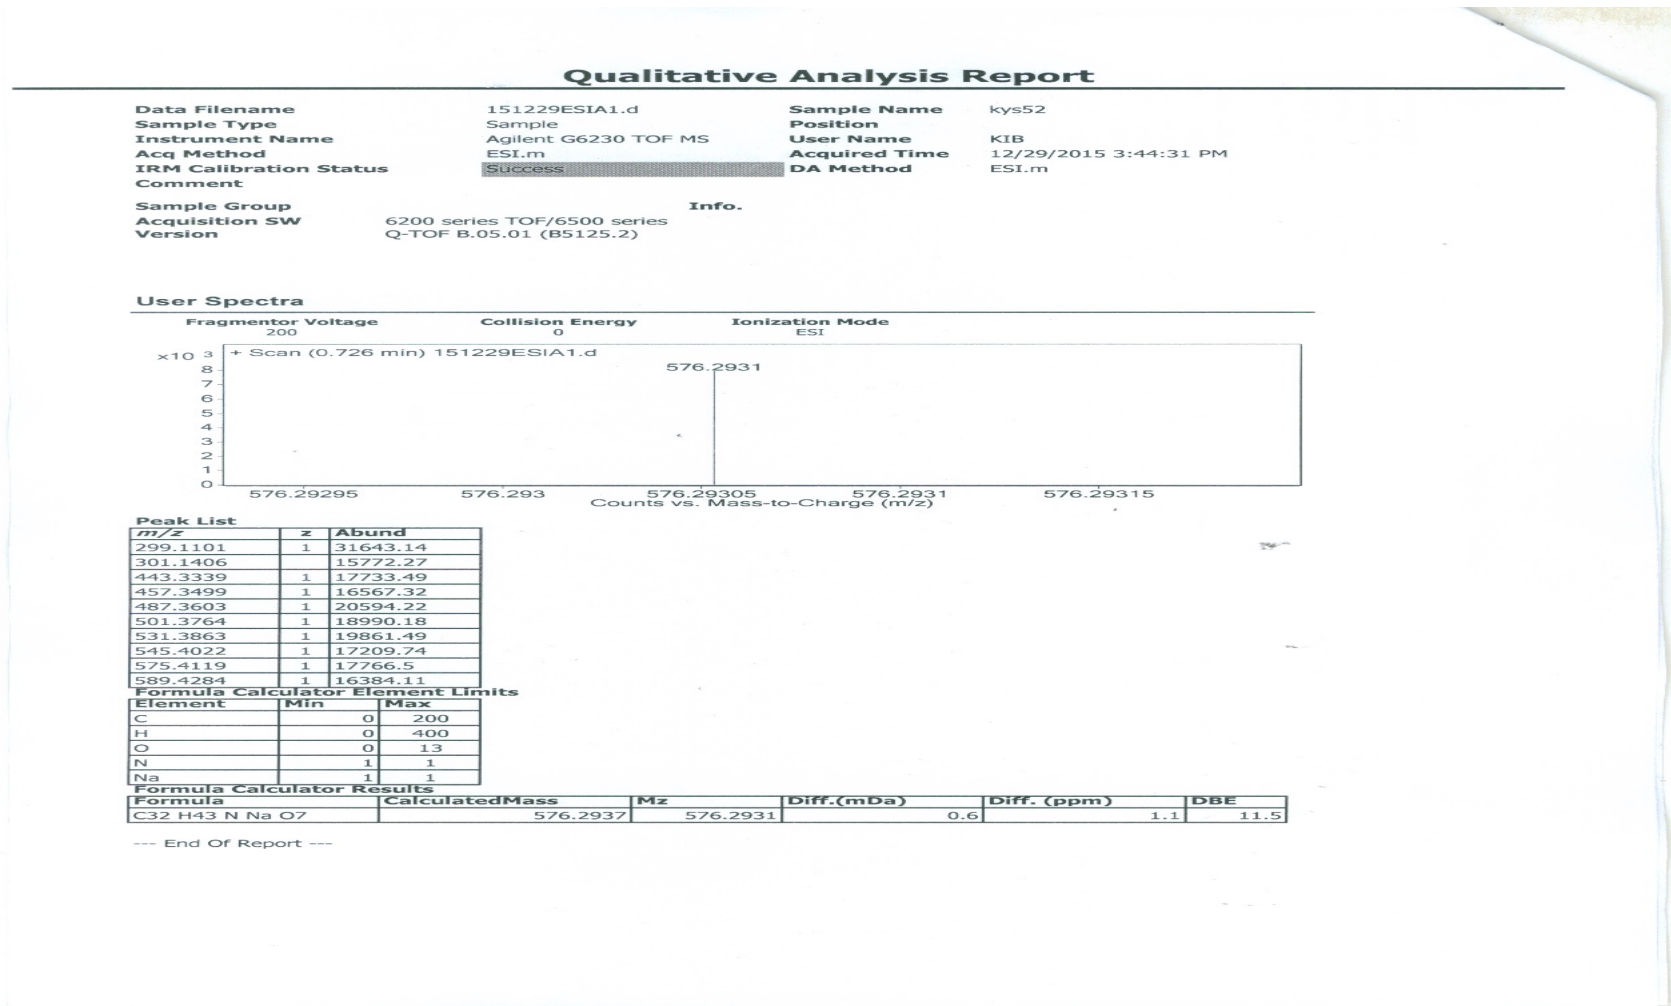 Qualitative Analysis Report
Data Filename 151229ESIA1.d Sample Name kys52
Sample Type Sample Position
Instrument Name Agilent G6230 TOF MS User Name KIB
Acq Method ESI.m Acquired Time 12/29/2015 3:44:31 PM
IRM Calibration Status Success DA Method ESI.m
Comment
Sample Group Info.
Acquisition SW 6200 series TOF/6500 series
Version Q-TOF B.05.01 (B5125.2)
User Spectra
Fragmentor Voltage Collision Energy Ionization Mode
200 0 ESI
x10 3 + Scan (0.726 min) 151229ESIA1.d
576.2931
8
7
6
5
4
3
2
1
0
576.29295 576.293 576.29305 576.2931 576.29315
Counts vs. Mass-to-Charge (m/z)
Peak List
m/z z Abund
299.1101 1 31643.14
301.1406 15772.27
443.3339 1 17733.49
457.3499 1 16567.32
487.3603 1 20594.22
501.3764 1 18990.18
531.3863 1 19861.49
545.4022 1 17209.74
575.4119 1 17766.5
589.4284 1 16384.11
Formula Calculator Element Limits
Element Min Max
C 0 200
H 0 400
O 0 13
N 1 1
Na 1 1
Formula Calculator Results
Formula CalculatedMass Mz Diff.(mDa) Diff. (ppm) DBE
C32 H43 N Na O7 576.2937 576.2931 0.6 1.1 11.5
--- End Of Report ---